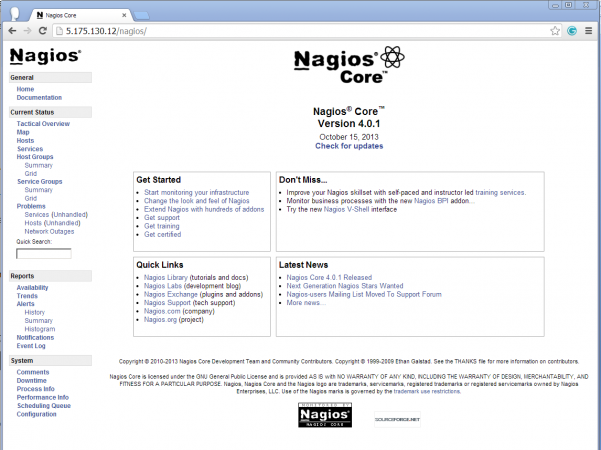 Nagios Core
5.175.130.12/nagios/
Nagios®
General
Home
Documentation
Current Status
Tactical Overview
Map
Hosts
Services
Host Groups
Summary
Grid
Service Groups
Summary
Grid
Problems
Services (Unhandled)
Hosts (Unhandled)
Network Outages
Quick Search:
Reports
Availability
Trends
Alerts
History
Summary
Histogram
Notifications
Event Log
System
Comments
Downtime
Process Info
Performance Info
Scheduling Queue
Configuration
Nagios®
Core™
Nagios® Core™
Version 4.0.1
October 15, 2013
Check for updates
Get Started
Start monitoring your infrastructure
Change the look and feel of Nagios
Extend Nagios with hundreds of addons
Get support
Get training
Get certified
Don't Miss...
Improve your Nagios skillset with self-paced and instructor led training services.
Monitor business processes with the new Nagios BPI addon...
Try the new Nagios V-Shell interface
Quick Links
Nagios Library (tutorials and docs)
Nagios Labs (development blog)
Nagios Exchange (plugins and addons)
Nagios Support (tech support)
Nagios.com (company)
Nagios.org (project)
Latest News
Nagios Core 4.0.1 Released
Next Generation Nagios Stars Wanted
Nagios-users Mailing List Moved To Support Forum
More news...
Copyright © 2010-2013 Nagios Core Development Team and Community Contributors. Copyright © 1999-2009 Ethan Galstad. See the THANKS file for more information on contributors.
Nagios Core is licensed under the GNU General Public License and is provided AS IS with NO WARRANTY OF ANY KIND, INCLUDING THE WARRANTY OF DESIGN, MERCHANTABILITY, AND
FITNESS FOR A PARTICULAR PURPOSE. Nagios, Nagios Core and the Nagios logo are trademarks, servicemarks, registered trademarks or registered servicemarks owned by Nagios
Enterprises, LLC. Use of the Nagios marks is governed by the trademark use restrictions.
MONITORED BY
Nagios®
NAGIOS CORE
SOURCEFORGE.NET